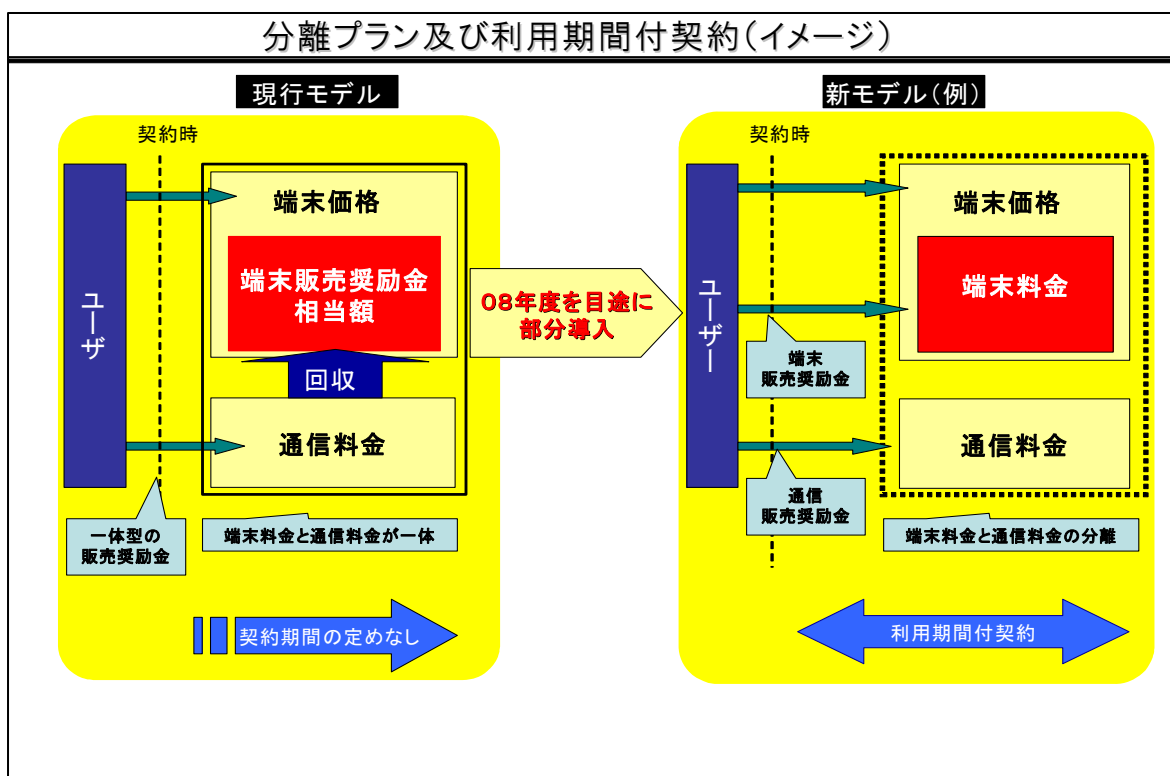 分離プラン及び利用期間付契約(イメージ)
現行モデル
契約時
ユーザ
端末価格
端末販売奨励金
相当額
回収
通信料金
一体型の
販売奨励金
端末料金と通信料金が一体
契約期間の定めなし
08年度を目途に
部分導入
新モデル(例)
契約時
ユーザー
端末価格
端末料金
端末
販売奨励金
通信料金
通信
販売奨励金
端末料金と通信料金の分離
利用期間付契約